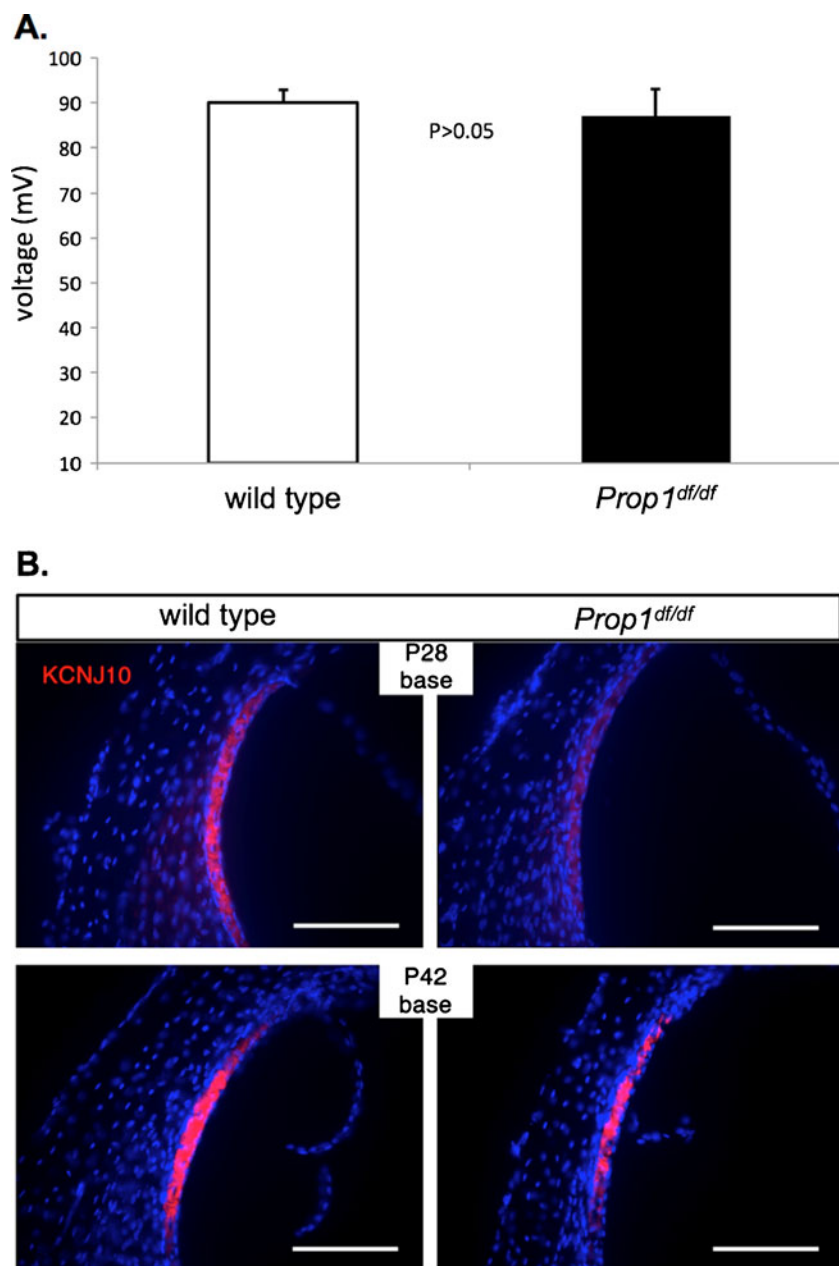 A.
100
90
80
70
60
50
40
30
20
10
voltage (mV)
P>0.05
wild type
Prop1df/df
B.
wild type
Prop1df/df
KCNJ10
P28
base
P42
base